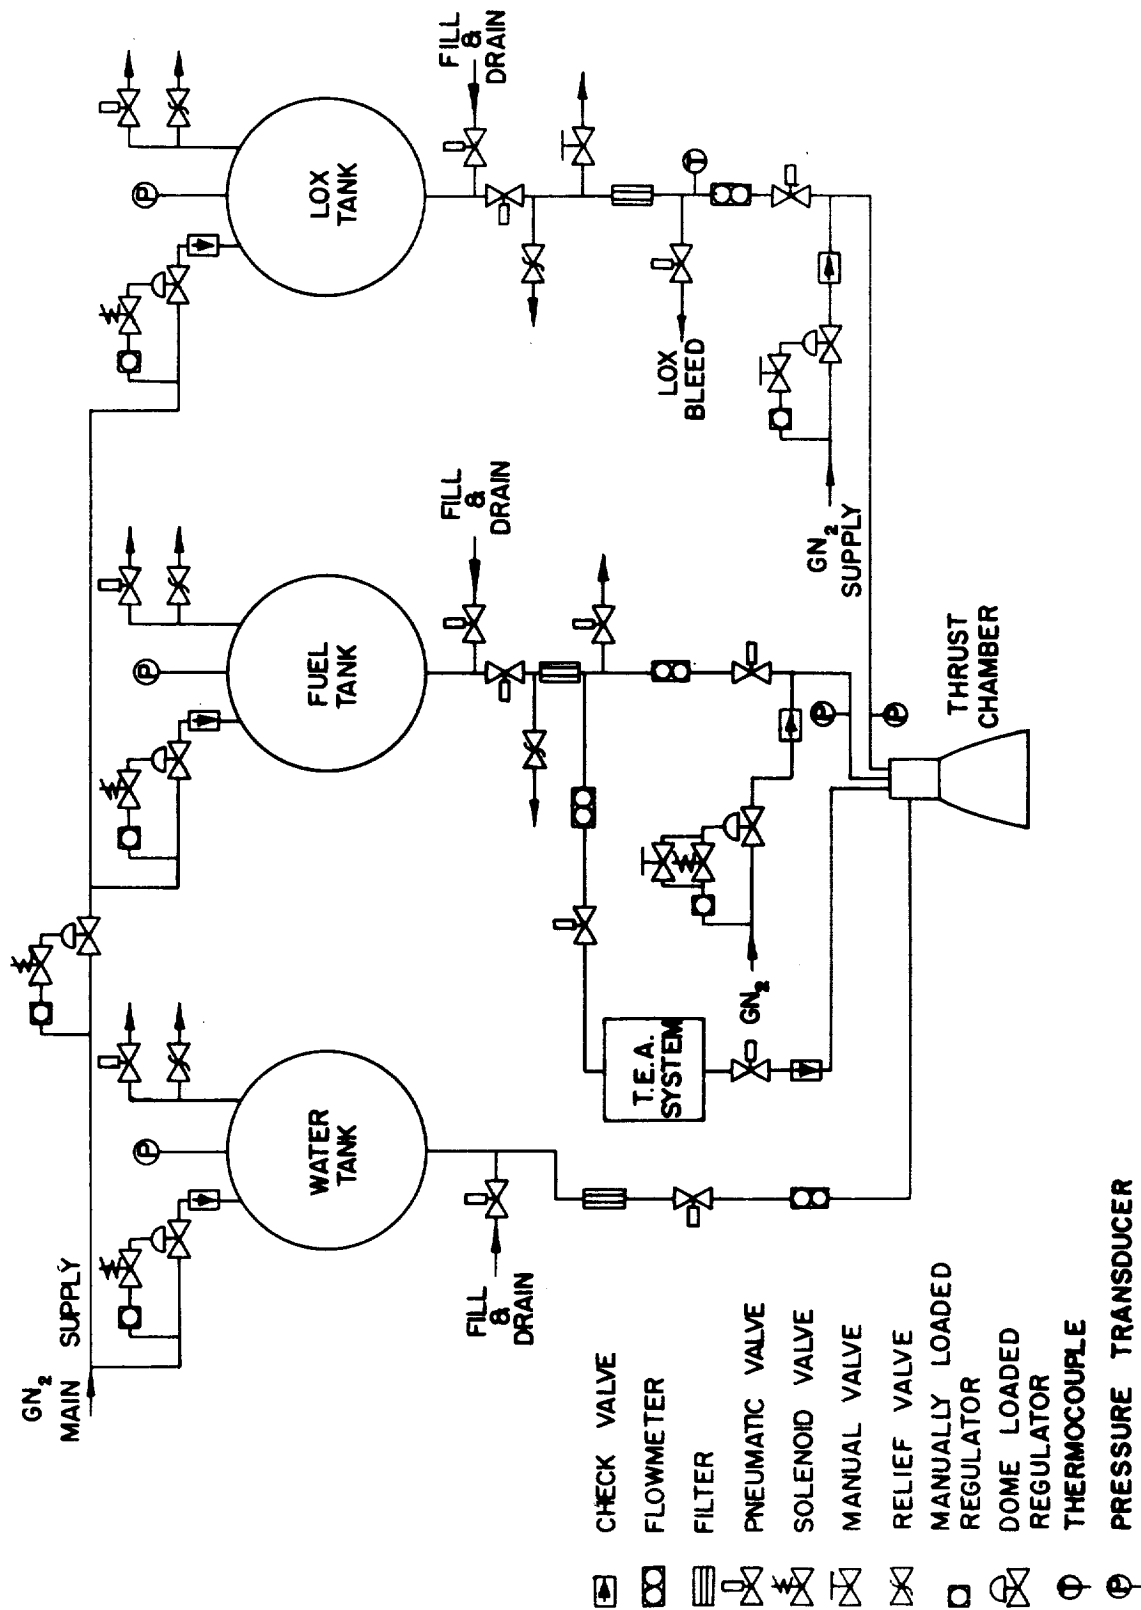 GN2
MAIN SUPPLY
WATER
TANK
FILL
&
DRAIN
FUEL
TANK
FILL
&
DRAIN
LOX
TANK
FILL
&
DRAIN
P
P
P
T.E.A.
SYSTEM
GN2
LOX
BLEED
T
GN2
SUPPLY
P
P
THRUST
CHAMBER
CHECK VALVE
FLOWMETER
FILTER
PNEUMATIC VALVE
SOLENOID VALVE
MANUAL VALVE
RELIEF VALVE
MANUALLY LOADED
REGULATOR
DOME LOADED
REGULATOR
T THERMOCOUPLE
P PRESSURE TRANSDUCER